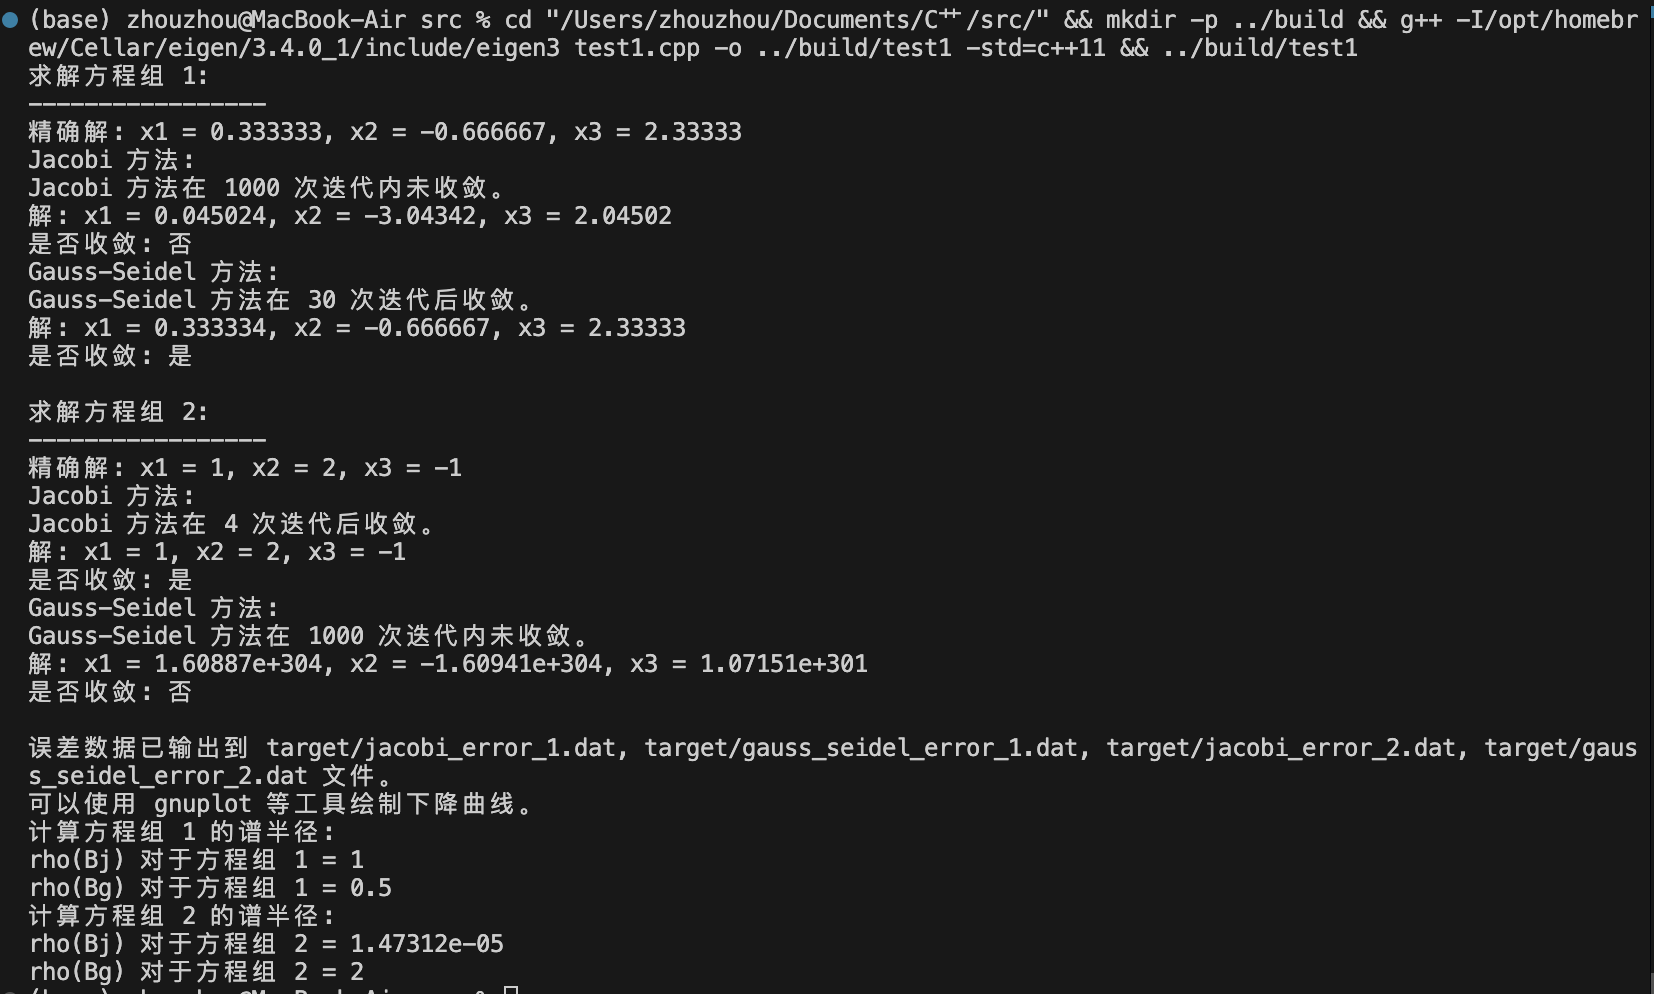 (base) zhouzhou@MacBook-Air src % cd "/Users/zhouzhou/Documents/C艹/src/" && mkdir -p ../build && g++ -I/opt/homebr
ew/Cellar/eigen/3.4.0_1/include/eigen3 test1.cpp -o ../build/test1 -std=c++11 && ../build/test1
求解方程组 1:
-----------------
精确解: x1 = 0.333333, x2 = -0.666667, x3 = 2.33333
Jacobi 方法:
Jacobi 方法在 1000 次迭代内未收敛。
解: x1 = 0.045024, x2 = -3.04342, x3 = 2.04502
是否收敛: 否
Gauss-Seidel 方法:
Gauss-Seidel 方法在 30 次迭代后收敛。
解: x1 = 0.333334, x2 = -0.666667, x3 = 2.33333
是否收敛: 是
求解方程组 2:
-----------------
精确解: x1 = 1, x2 = 2, x3 = -1
Jacobi 方法:
Jacobi 方法在 4 次迭代后收敛。
解: x1 = 1, x2 = 2, x3 = -1
是否收敛: 是
Gauss-Seidel 方法:
Gauss-Seidel 方法在 1000 次迭代内未收敛。
解: x1 = 1.60887e+304, x2 = -1.60941e+304, x3 = 1.07151e+301
是否收敛: 否
误差数据已输出到 target/jacobi_error_1.dat, target/gauss_seidel_error_1.dat, target/jacobi_error_2.dat, target/gaus
s_seidel_error_2.dat 文件。
可以使用 gnuplot 等工具绘制下降曲线。
计算方程组 1 的谱半径:
rho(Bj) 对于方程组 1 = 1
rho(Bg) 对于方程组 1 = 0.5
计算方程组 2 的谱半径:
rho(Bj) 对于方程组 2 = 1.47312e-05
rho(Bg) 对于方程组 2 = 2